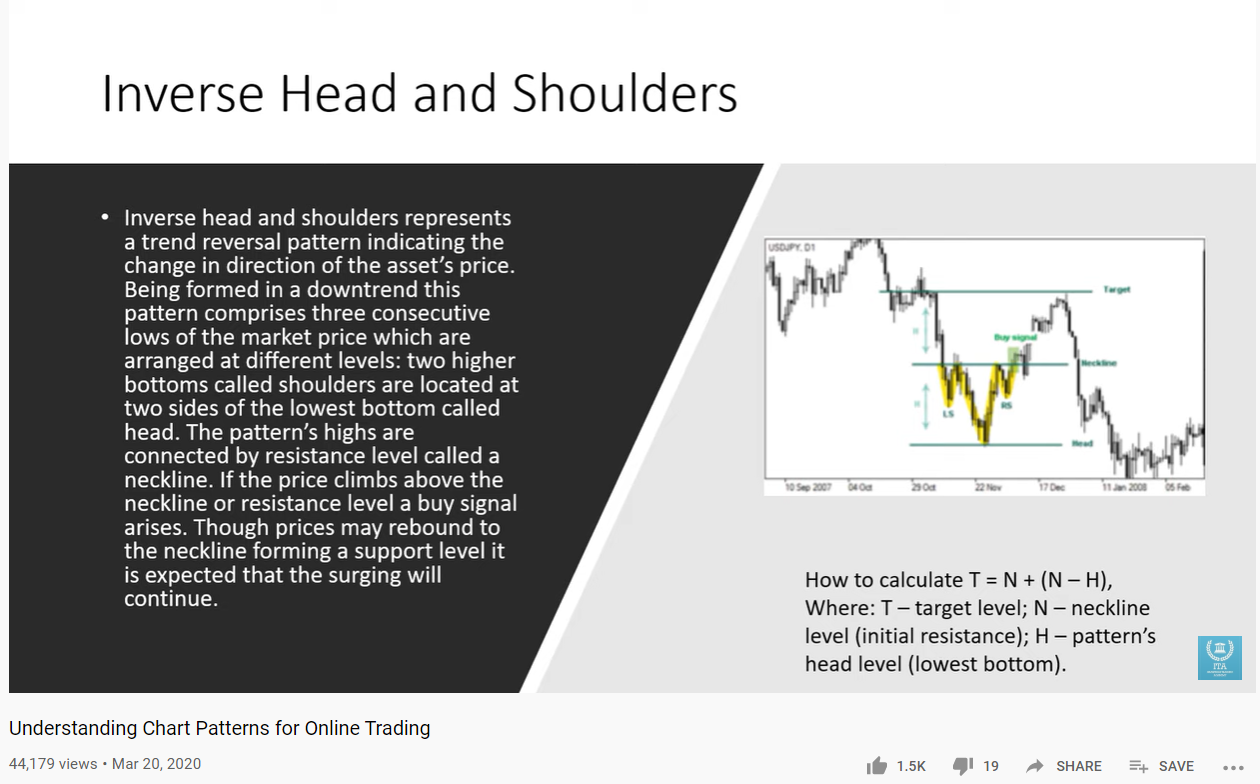 Inverse Head and Shoulders
• Inverse head and shoulders represents
a trend reversal pattern indicating the
change in direction of the asset's price.
Being formed in a downtrend this
pattern comprises three consecutive
lows of the market price which are
arranged at different levels: two higher
bottoms called shoulders are located at
two sides of the lowest bottom called
head. The pattern's highs are
connected by resistance level called a
neckline. If the price climbs above the
neckline or resistance level a buy signal
arises. Though prices may rebound to
the neckline forming a support level it
is expected that the surging will
continue.
USDJPY, D1
Target
H
Buy signal
Neckline
H
LS
RS
Head
10 Sep 2007 04 Oct 29 Oct 22 Nov 17 Dec 11 Jan 2008 05 Feb
How to calculate T = N + (N – H),
Where: T – target level; N – neckline
level (initial resistance); H – pattern's
head level (lowest bottom).
ITA
Understanding Chart Patterns for Online Trading
44,179 views • Mar 20, 2020
1.5K 19 SHARE SAVE